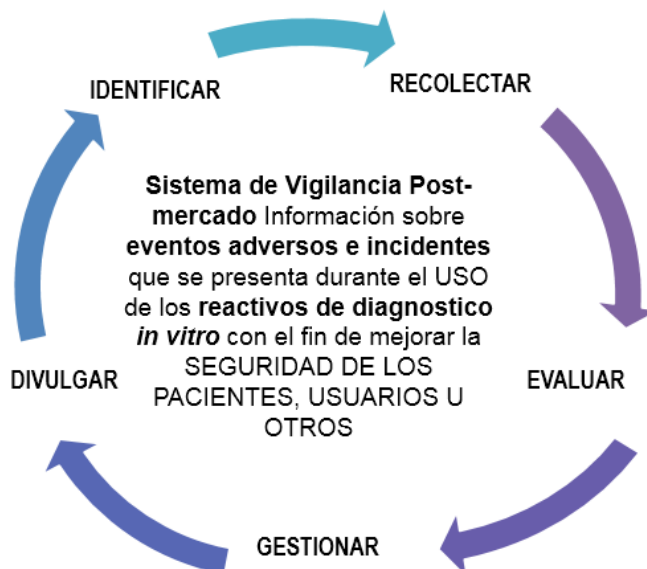 IDENTIFICAR
RECOLECTAR
Sistema de Vigilancia Post-
mercado Información sobre
eventos adversos e incidentes
que se presenta durante el USO
de los reactivos de diagnostico
in vitro con el fin de mejorar la
SEGURIDAD DE LOS
PACIENTES, USUARIOS U
OTROS
DIVULGAR
EVALUAR
GESTIONAR